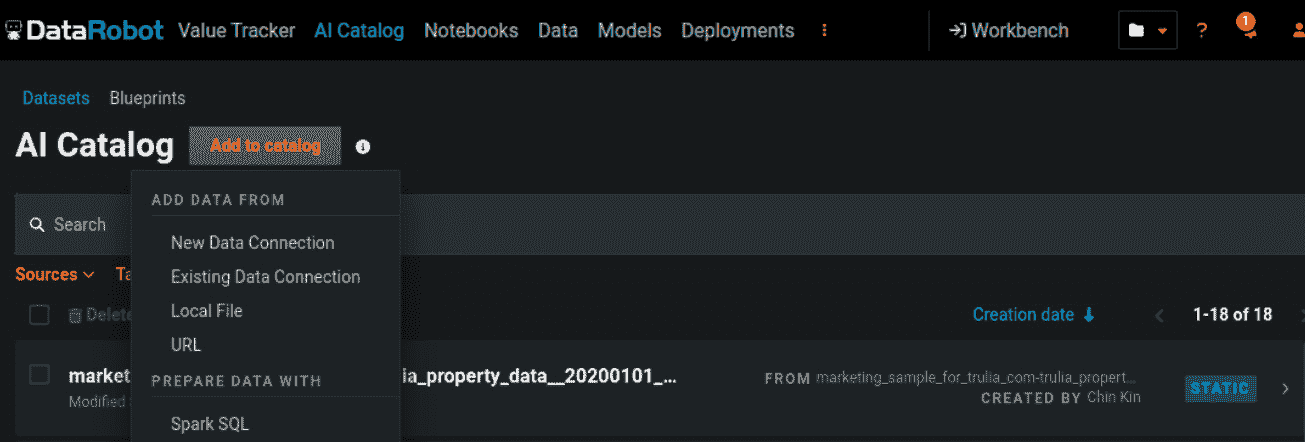 DataRobot Value Tracker AI Catalog Notebooks Data Models Deployments Workbench ? 1
Datasets Blueprints
AI Catalog Add to catalog
ADD DATA FROM
Search
New Data Connection
Existing Data Connection
Sources
Local File
Delete
Creation date 1-18 of 18
URL
market ia_property_data__20200101_...
FROM marketing_sample_for_trulia_com-trulia_propert...
PREPARE DATA WITH
STATIC
Modified
CREATED BY Chin Kin
Spark SQL